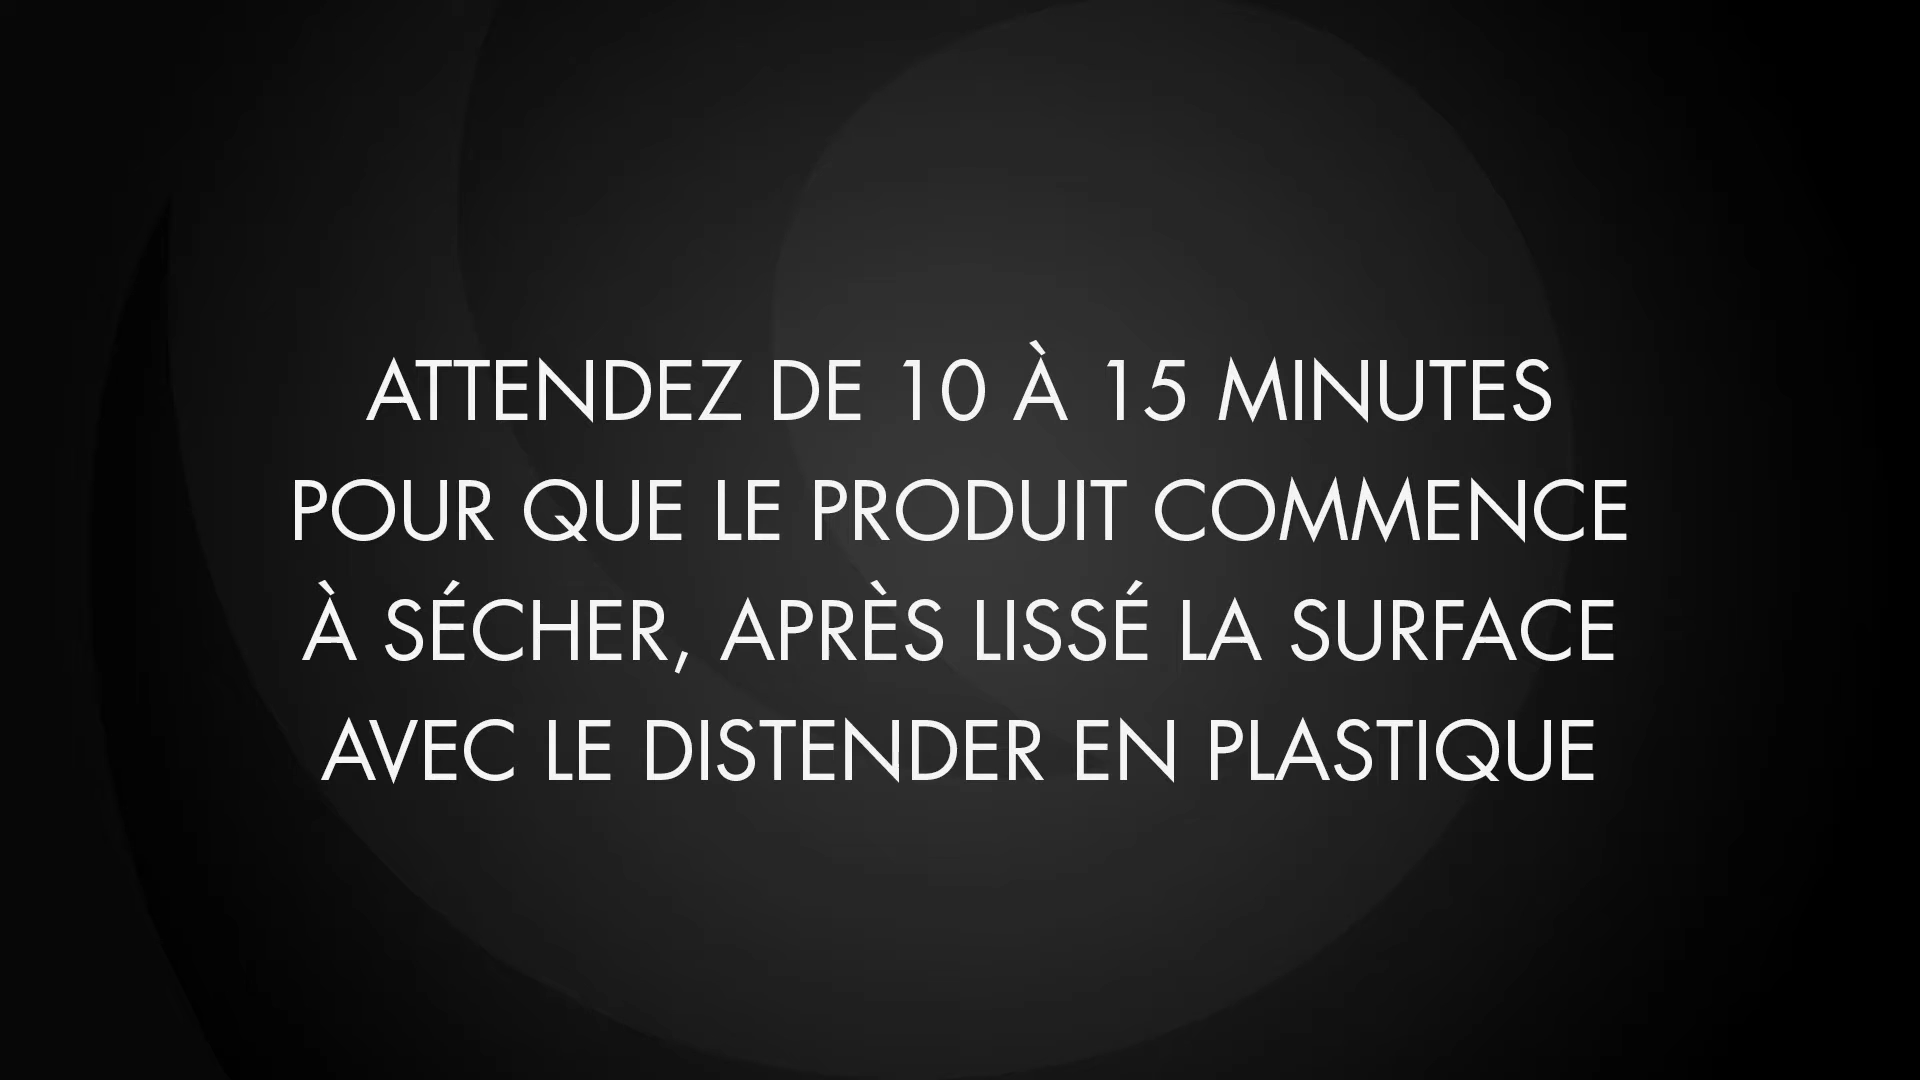 ATTENDEZ DE 10 À 15 MINUTES
POUR QUE LE PRODUIT COMMENCE
À SÉCHER, APRÈS LISSÉ LA SURFACE
AVEC LE DISTENDER EN PLASTIQUE